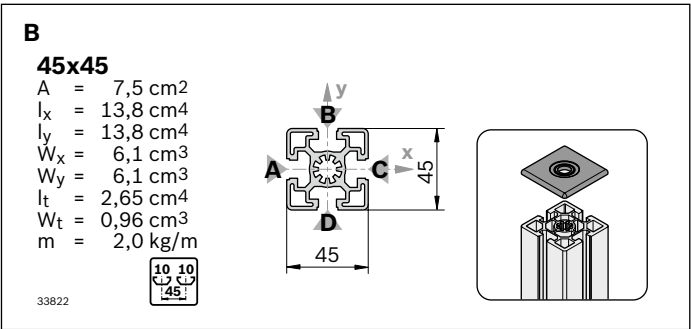 B
45x45
A = 7,5 cm2
Ix = 13,8 cm4
Iy = 13,8 cm4
Wx = 6,1 cm3
Wy = 6,1 cm3
It = 2,65 cm4
Wt = 0,96 cm3
m = 2,0 kg/m
10 10
45
33822
y
B
A
C
x
D
45
45